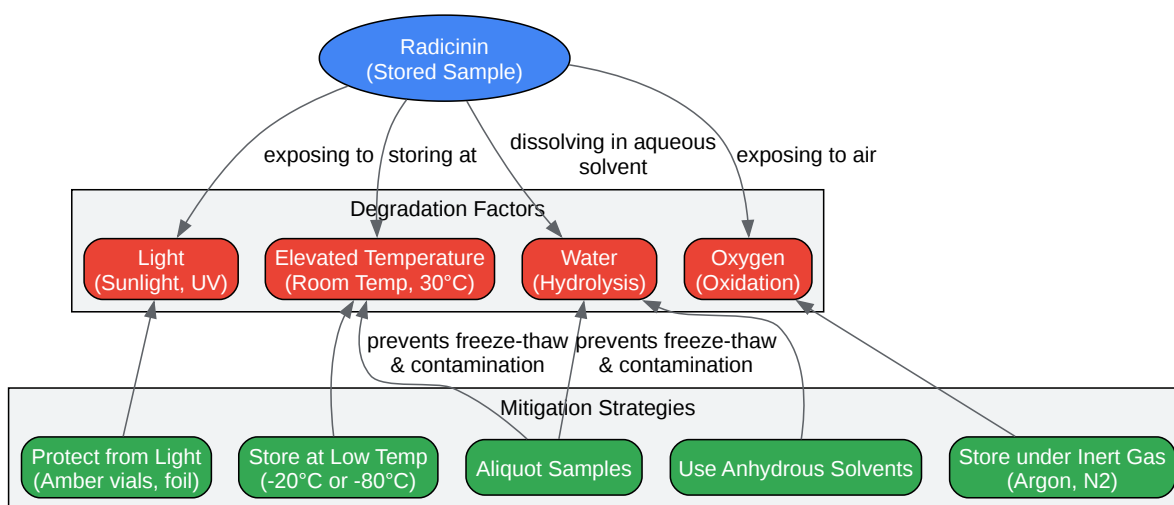 Radicinin
(Stored Sample)
exposing to
storing at
dissolving in aqueous
solvent
exposing to air
Degradation Factors
Light
(Sunlight, UV)
Elevated Temperature
(Room Temp, 30°C)
Water
(Hydrolysis)
Oxygen
(Oxidation)
prevents freeze-thaw
& contamination
prevents freeze-thaw
& contamination
Mitigation Strategies
Protect from Light
(Amber vials, foil)
Store at Low Temp
(-20°C or -80°C)
Aliquot Samples
Use Anhydrous Solvents
Store under Inert Gas
(Argon, N2)